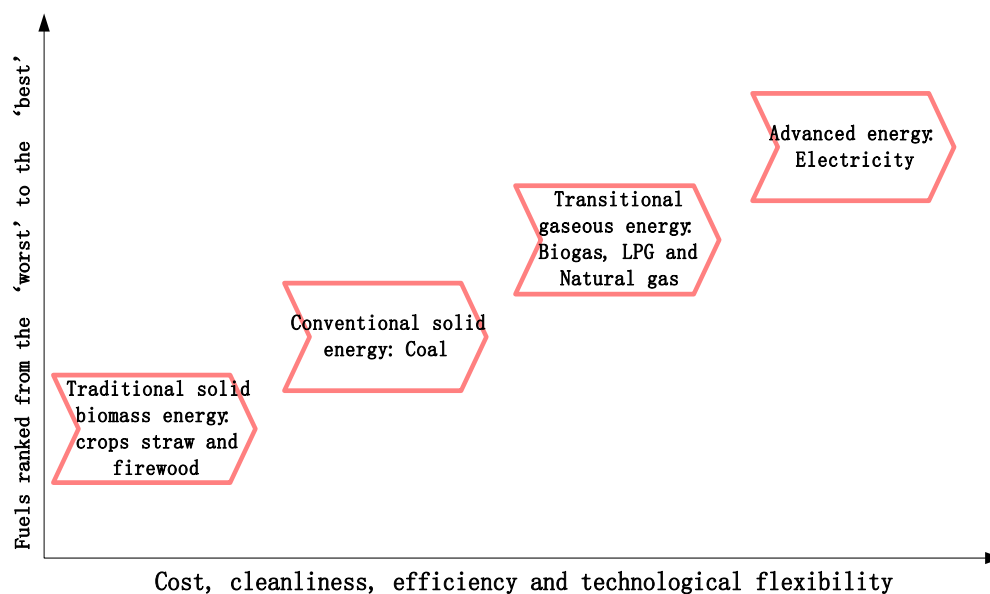 Fuels ranked from the ‘worst’ to the ‘best’
Advanced energy:
Electricity
Transitional
gaseous energy:
Biogas, LPG and
Natural gas
Conventional solid
energy: Coal
Traditional solid
biomass energy:
crops straw and
firewood
Cost, cleanliness, efficiency and technological flexibility